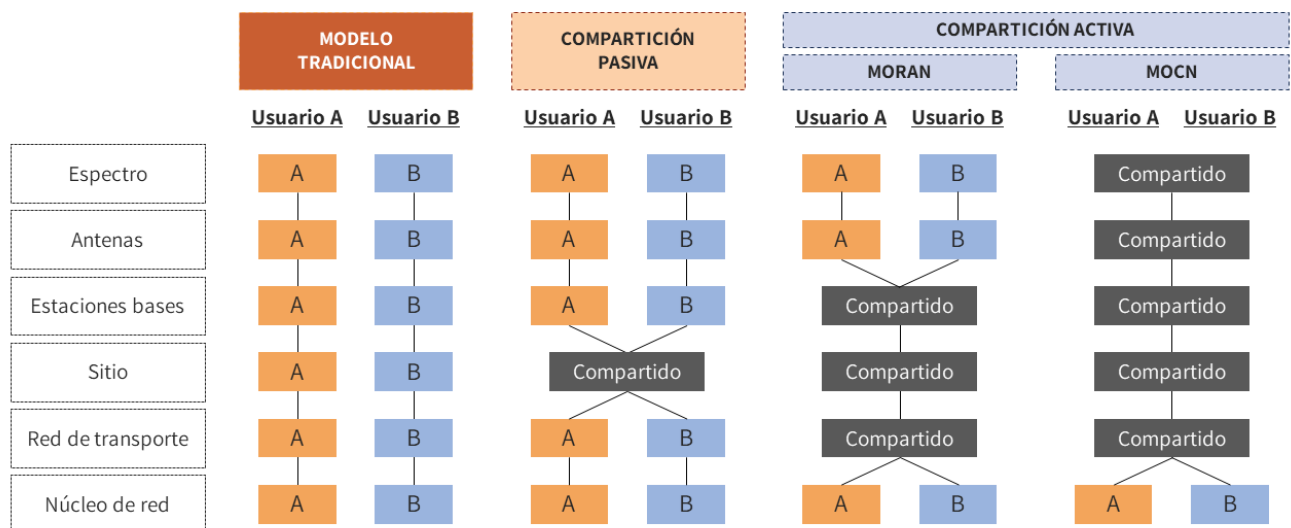 MODELO
TRADICIONAL
COMPARTICIÓN
PASIVA
COMPARTICIÓN ACTIVA
MORAN
MOCN
Usuario A Usuario B Usuario A Usuario B Usuario A Usuario B Usuario A Usuario B
Espectro A B A B A B Compartido
Antenas A B A B A B Compartido
Estaciones bases A B A B Compartido Compartido
Sitio A B Compartido Compartido Compartido
Red de transporte A B A B Compartido Compartido
Núcleo de red A B A B A B A B